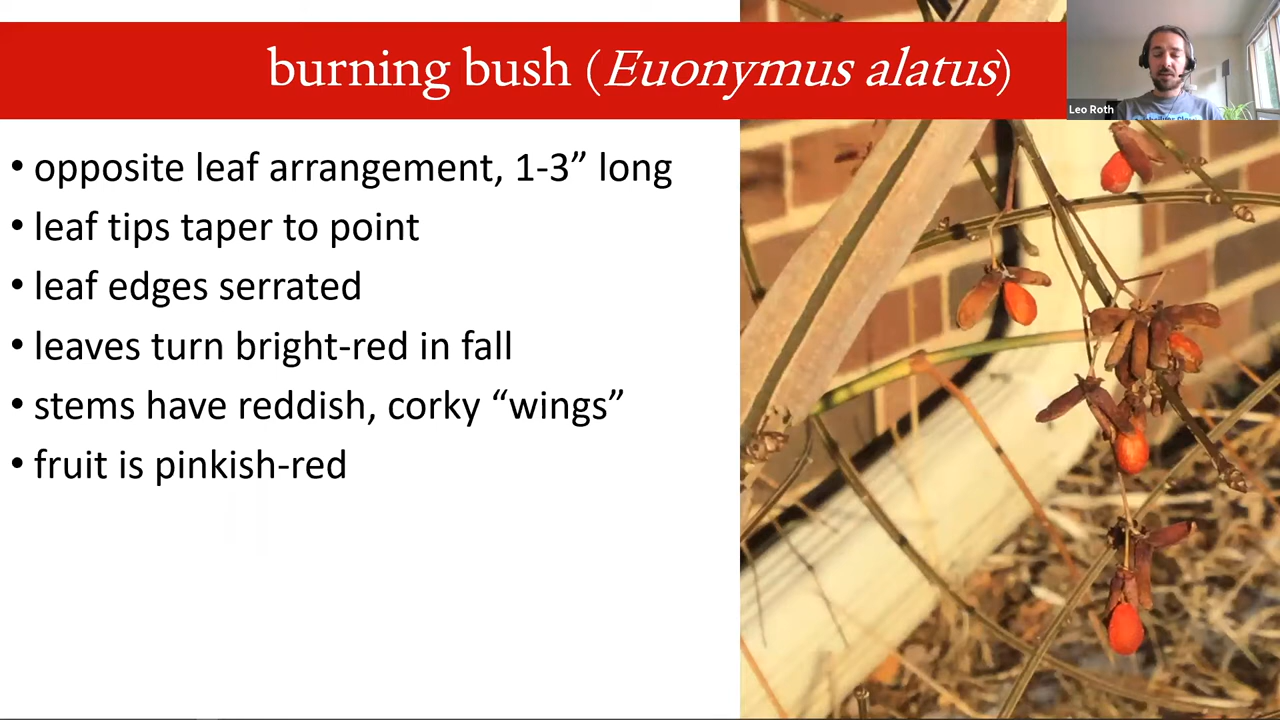 burning bush (Euonymus alatus)
Leo Roth
• opposite leaf arrangement, 1-3” long
• leaf tips taper to point
• leaf edges serrated
• leaves turn bright-red in fall
• stems have reddish, corky “wings”
• fruit is pinkish-red